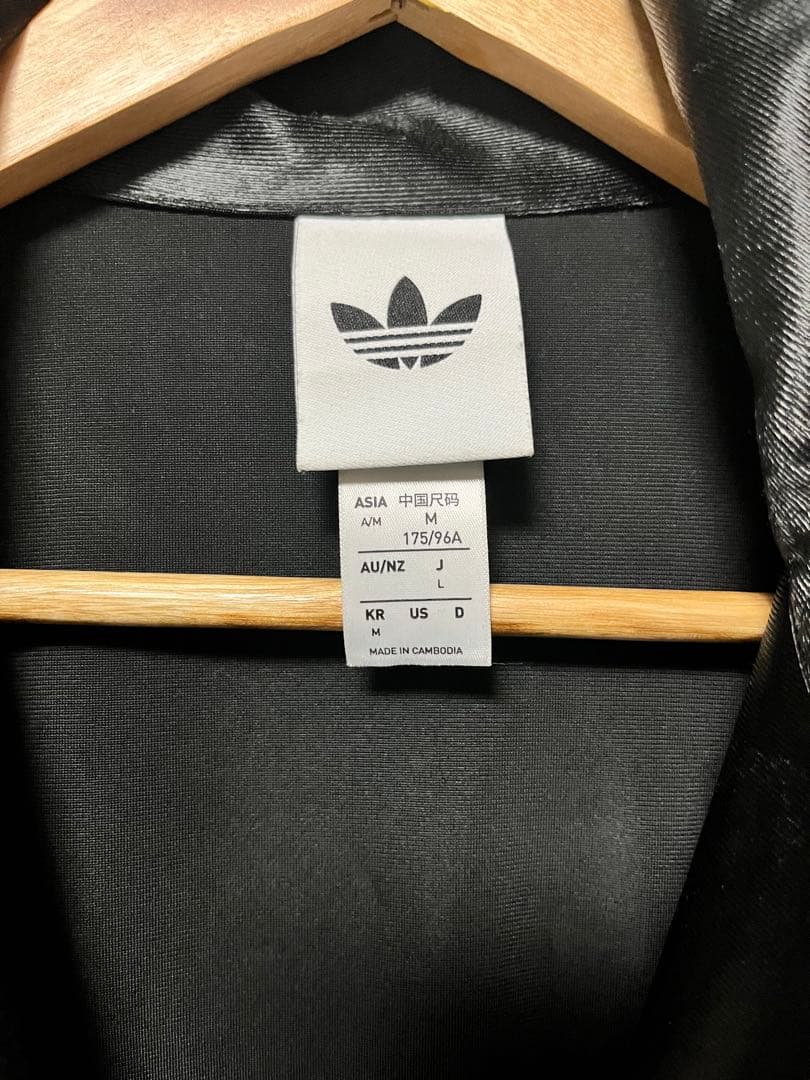 ASIA 中国尺码
A/M M
175/96A
AU/NZ J
L
KR US D
M
MADE IN CAMBODIA